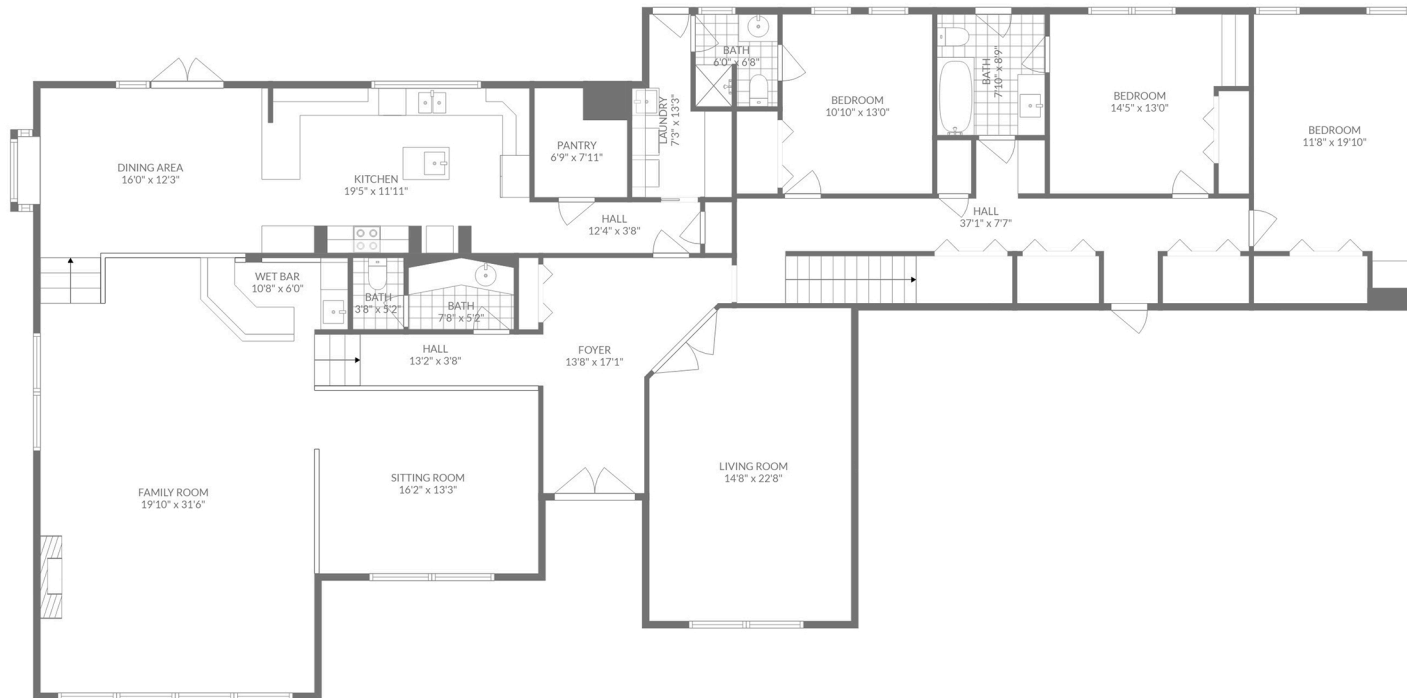 BATH
6'0" x 6'8"
LAUNDRY
7'3" x 13'3"
BEDROOM
10'10" x 13'0"
BATH
7'10" x 8'9"
BEDROOM
14'5" x 13'0"
BEDROOM
11'8" x 19'10"
DINING AREA
16'0" x 12'3"
KITCHEN
19'5" x 11'11"
PANTRY
6'9" x 7'11"
HALL
12'4" x 3'8"
HALL
37'1" x 7'7"
WET BAR
10'8" x 6'0"
BATH
3'8" x 5'2"
BATH
7'8" x 5'2"
HALL
13'2" x 3'8"
FOYER
13'8" x 17'1"
FAMILY ROOM
19'10" x 31'6"
SITTING ROOM
16'2" x 13'3"
LIVING ROOM
14'8" x 22'8"